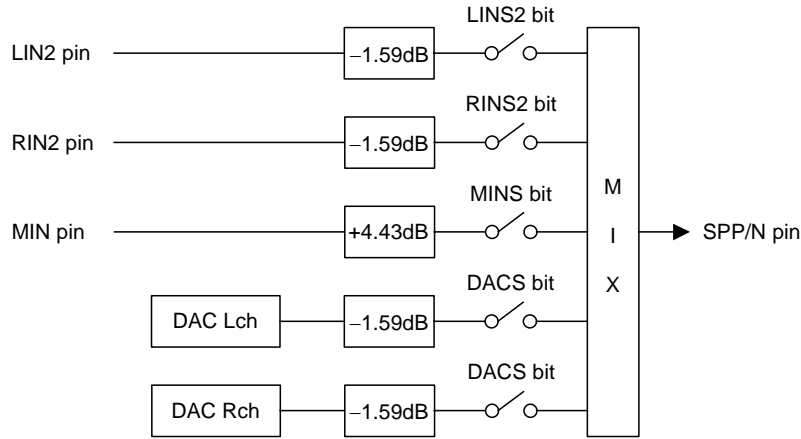 LINS2 bit
LIN2 pin
−1.59dB
RINS2 bit
RIN2 pin
−1.59dB
MINS bit
MIN pin
+4.43dB
M
I
X
SPP/N pin
DACS bit
DAC Lch
−1.59dB
DACS bit
DAC Rch
−1.59dB